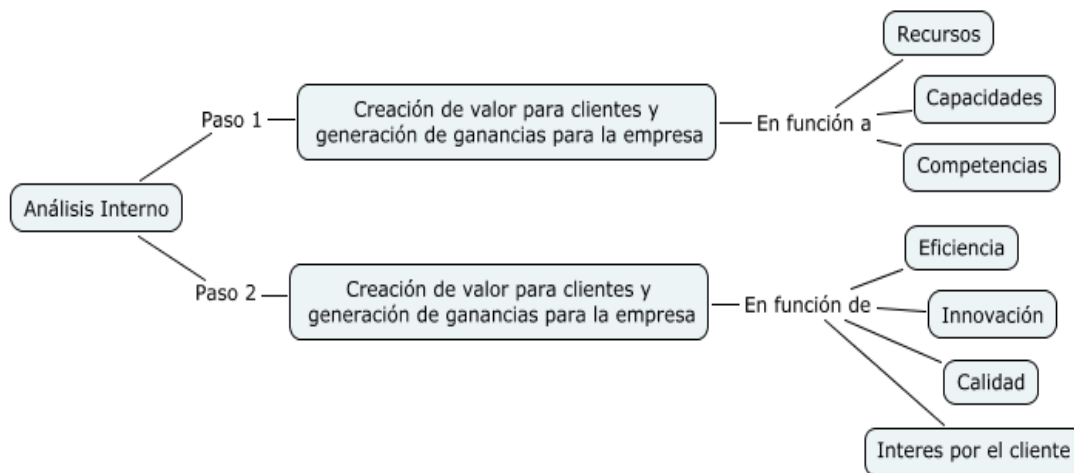 Recursos
Capacidades
Paso 1
Creación de valor para clientes y
generación de ganancias para la empresa
En función a
Competencias
Análisis Interno
Eficiencia
Paso 2
Creación de valor para clientes y
generación de ganancias para la empresa
En función de
Innovación
Calidad
Interes por el cliente